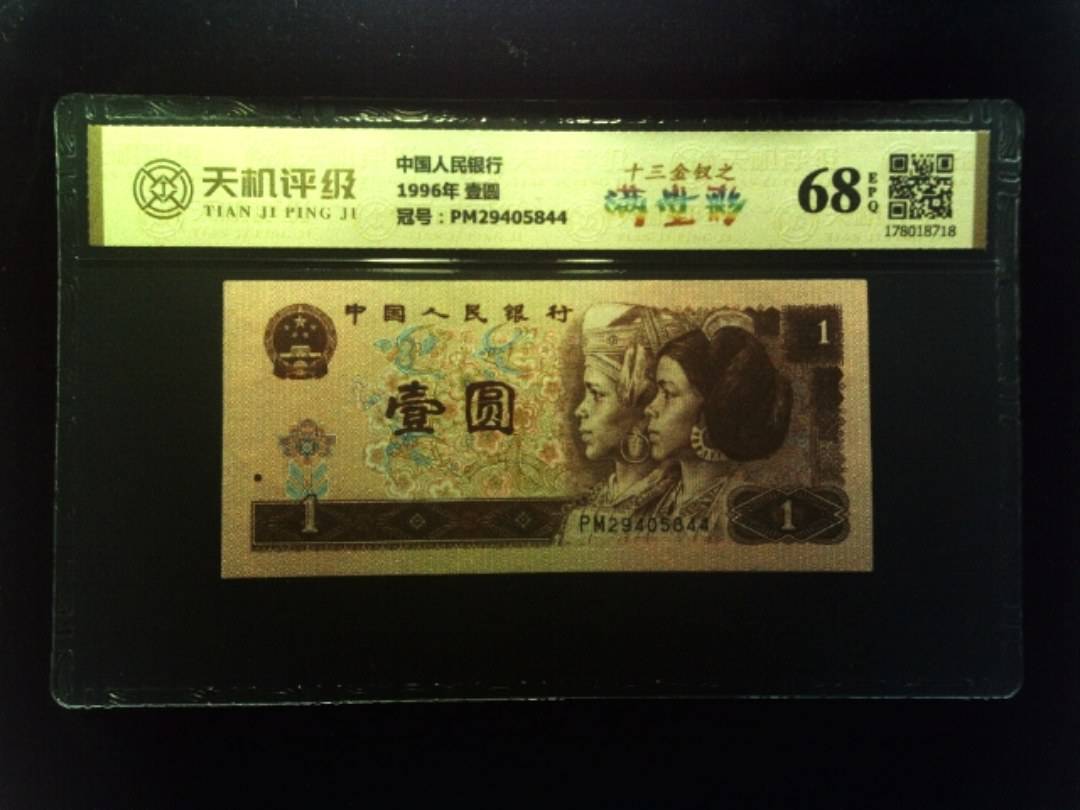 天机评级
TIAN JI PING JI
中国人民银行
1996年 壹圆
冠号：PM29405844
十三金钗之
满堂彩
68
EPQ
178018718
中国人民银行
1
壹圆
1
PM29405844
1